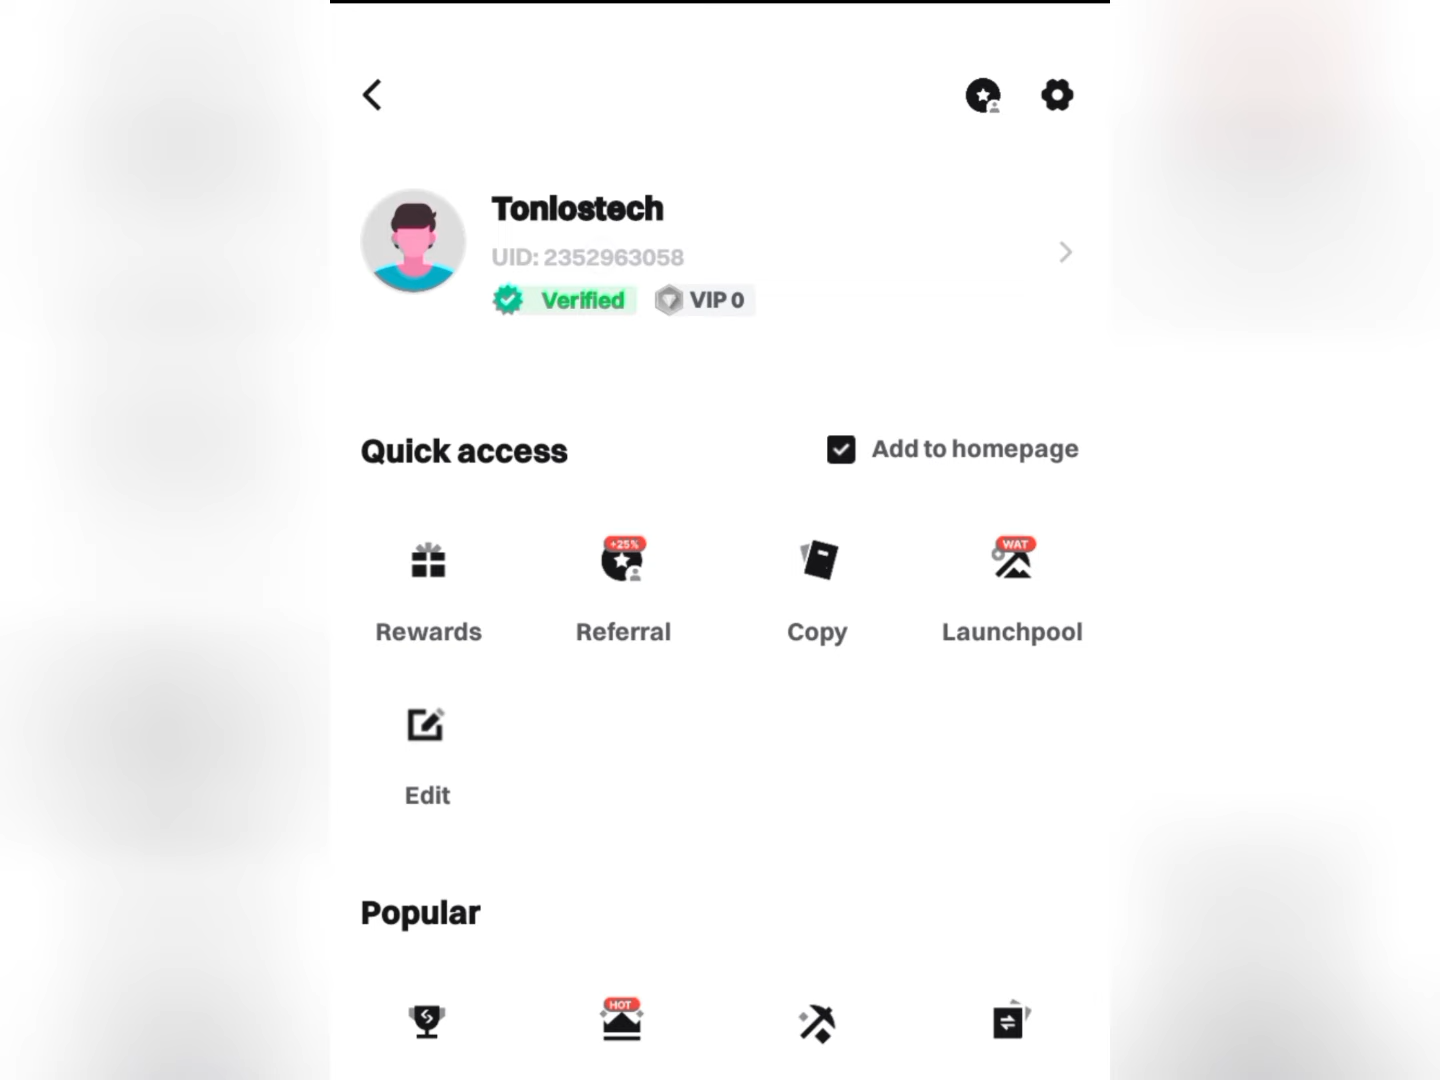 Tonlostech
UID: 2352963058
Verified
VIP 0
Quick access
Add to homepage
+25%
WAT
Rewards
Referral
Copy
Launchpool
Edit
Popular
HOT